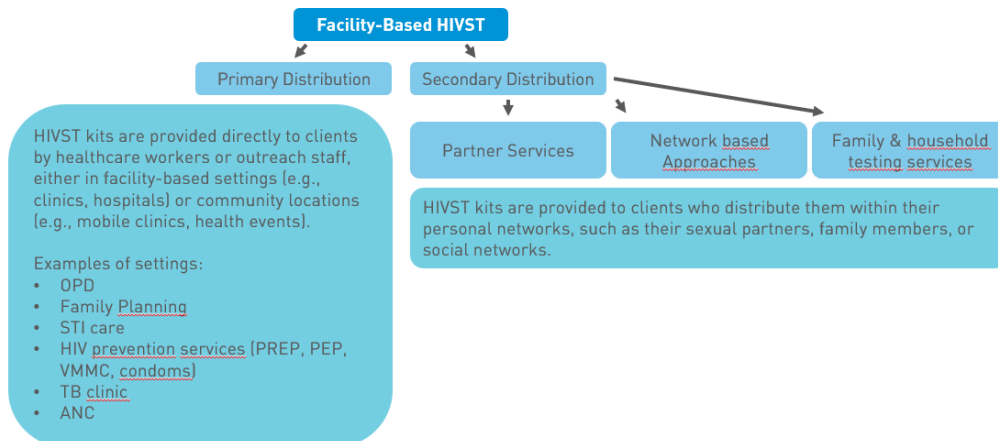 Facility-Based HIVST
Primary Distribution
Secondary Distribution
HIVST kits are provided directly to clients
by healthcare workers or outreach staff,
either in facility-based settings (e.g.,
clinics, hospitals) or community locations
(e.g., mobile clinics, health events).
Examples of settings:
• OPD
• Family Planning
• STI care
• HIV prevention services (PREP, PEP,
VMMC, condoms)
• TB clinic
• ANC
Partner Services
Network based
Approaches
Family & household
testing services
HIVST kits are provided to clients who distribute them within their
personal networks, such as their sexual partners, family members, or
social networks.